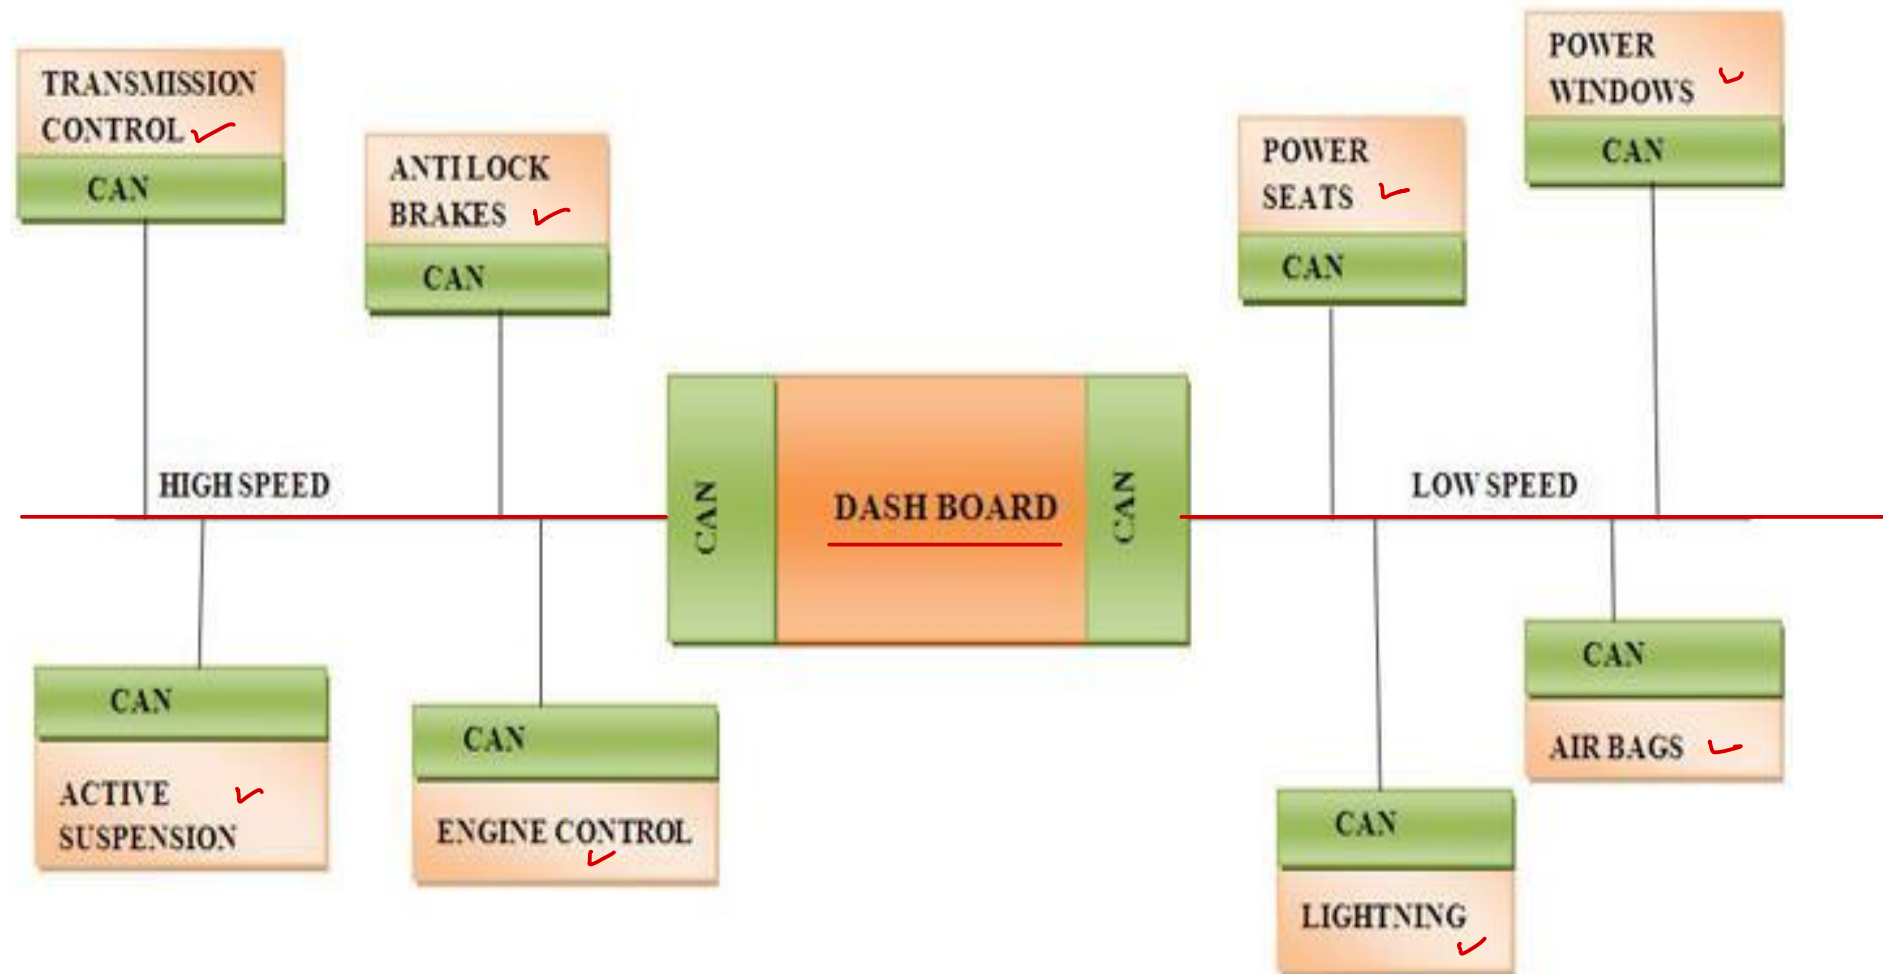 TRANSMISSION
CONTROL
CAN
ANTI LOCK
BRAKES
CAN
POWER
SEATS
CAN
POWER
WINDOWS
CAN
HIGH SPEED
CAN
DASH BOARD
CAN
LOW SPEED
CAN
ACTIVE
SUSPENSION
CAN
ENGINE CONTROL
CAN
LIGHTNING
CAN
AIR BAGS